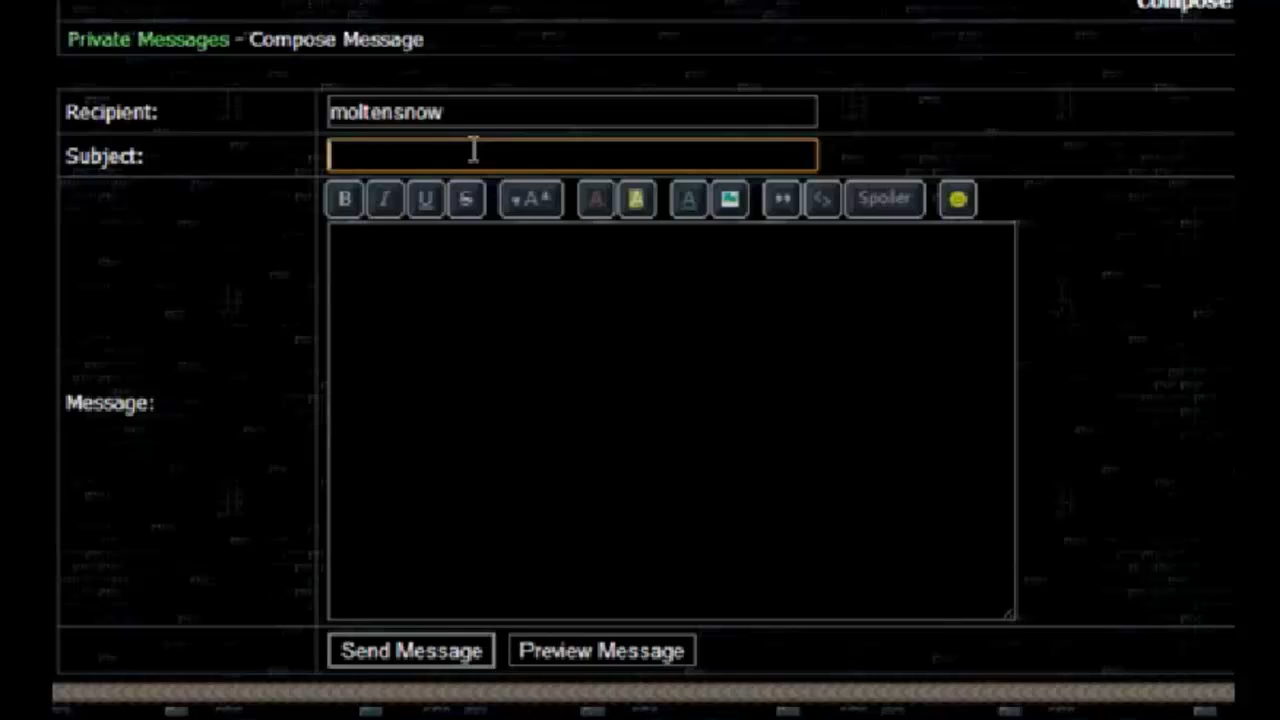 Compose
Private Messages - Compose Message
Recipient: moltensnow
Subject:
B I U S A± A A A " <> Spoiler
Message:
Send Message Preview Message